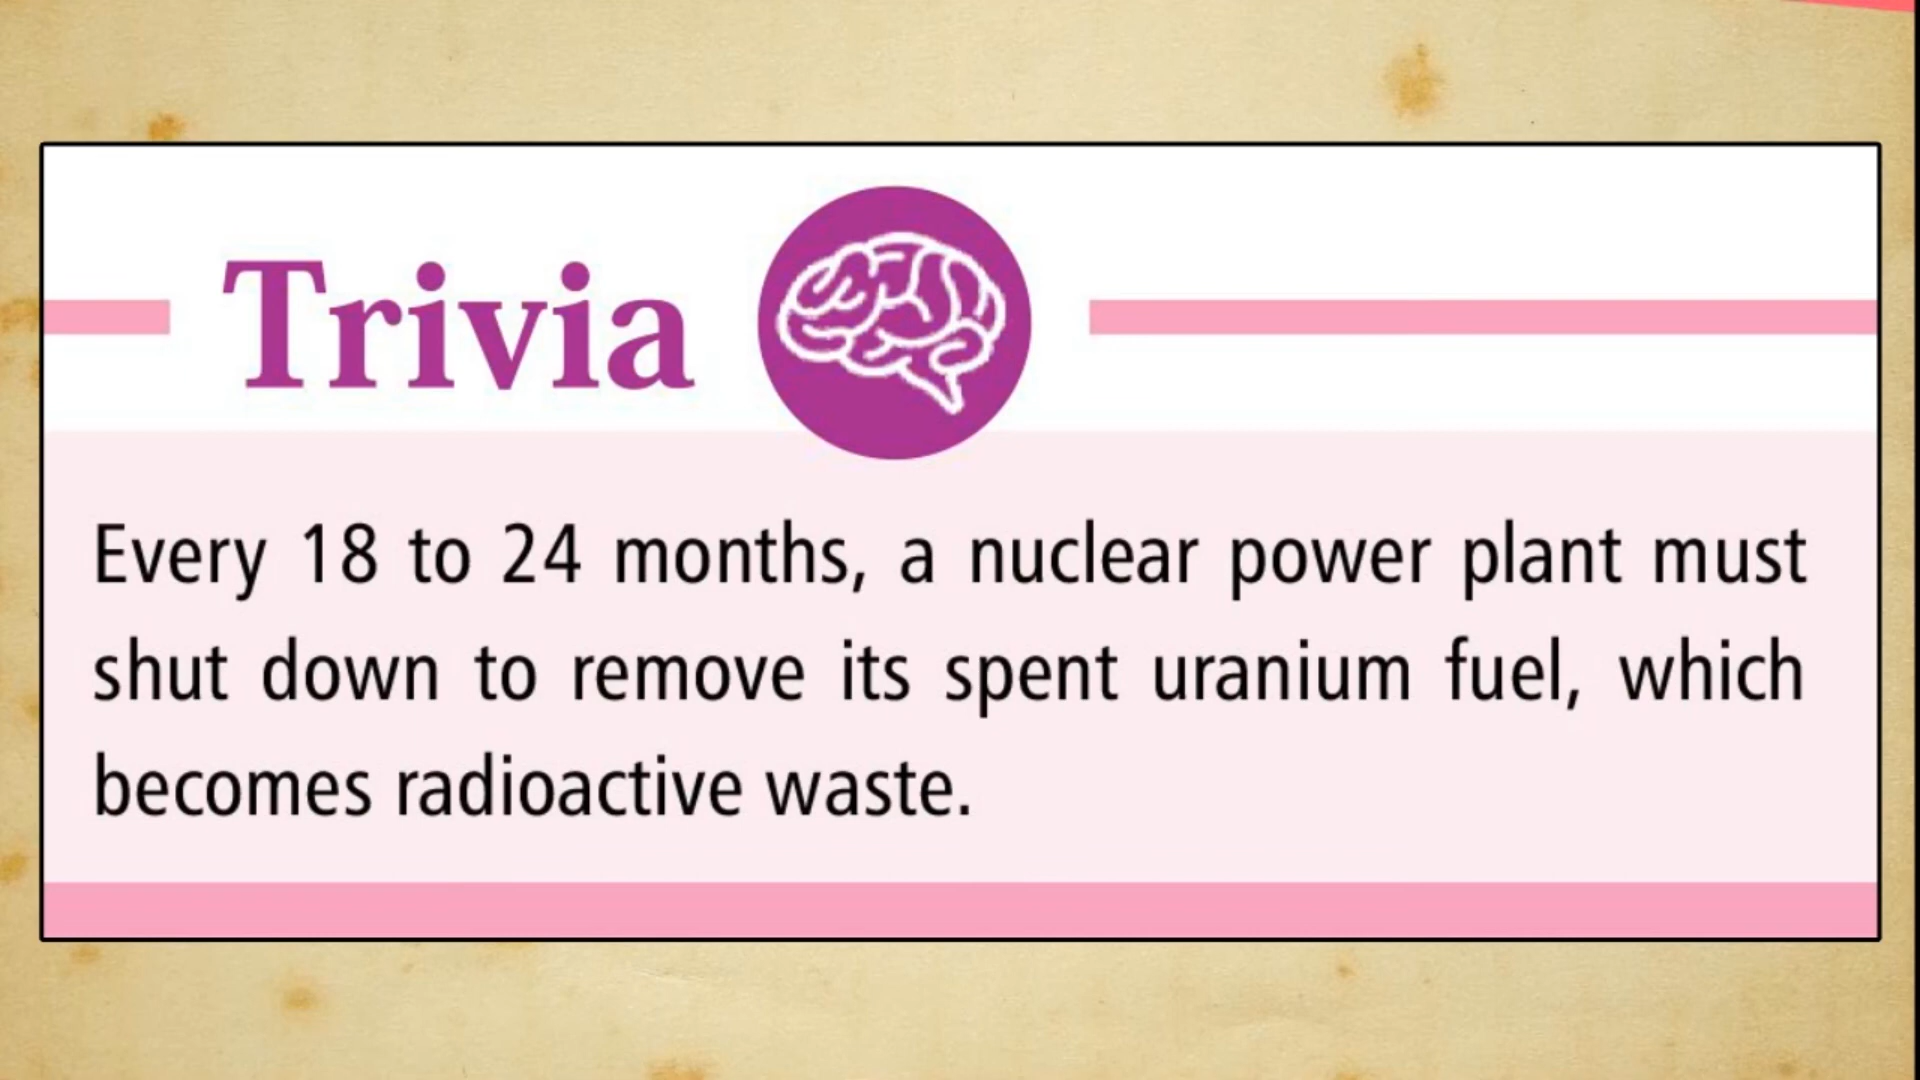 Trivia
Every 18 to 24 months, a nuclear power plant must
shut down to remove its spent uranium fuel, which
becomes radioactive waste.